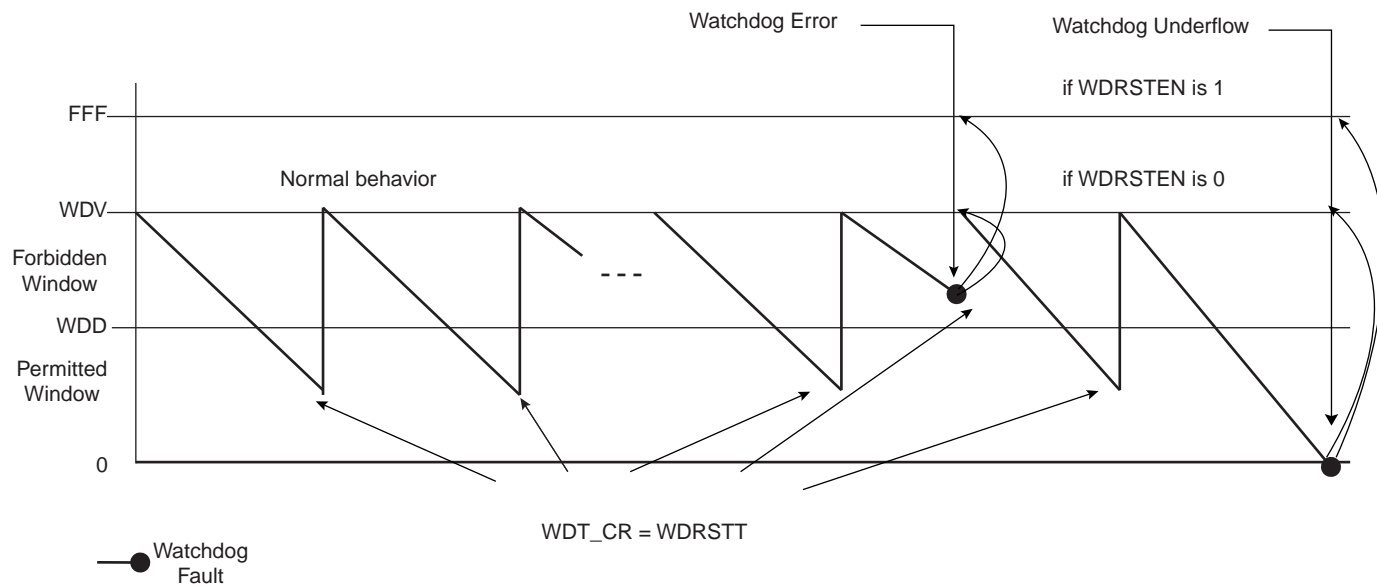 Watchdog Error
Watchdog Underflow
if WDRSTEN is 1
FFF
Normal behavior
if WDRSTEN is 0
WDV
Forbidden
Window
WDD
Permitted
Window
0
WDT_CR = WDRSTT
Watchdog
Fault